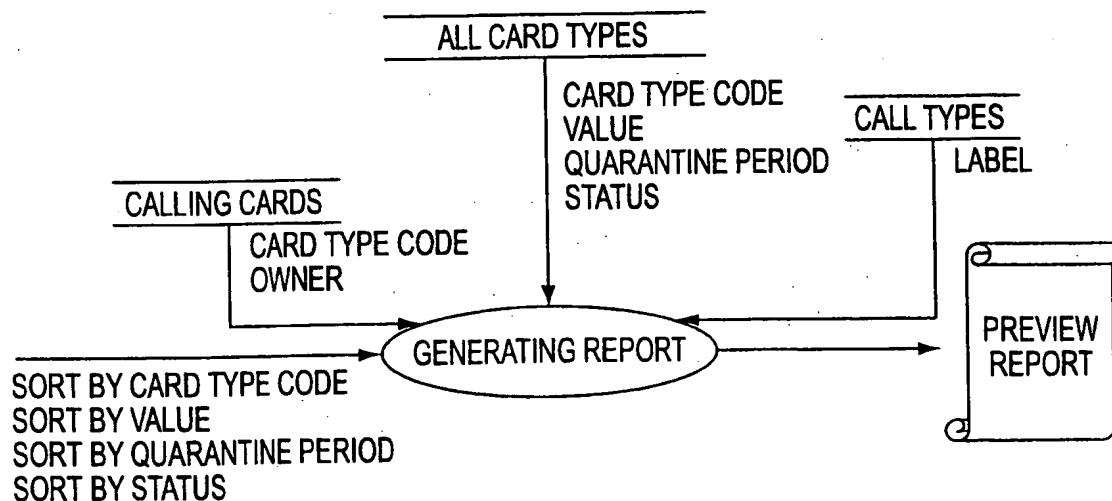 ALL CARD TYPES
CARD TYPE CODE
VALUE
QUARANTINE PERIOD
STATUS
CALL TYPES
LABEL
CALLING CARDS
CARD TYPE CODE
OWNER
GENERATING REPORT
PREVIEW
REPORT
SORT BY CARD TYPE CODE
SORT BY VALUE
SORT BY QUARANTINE PERIOD
SORT BY STATUS